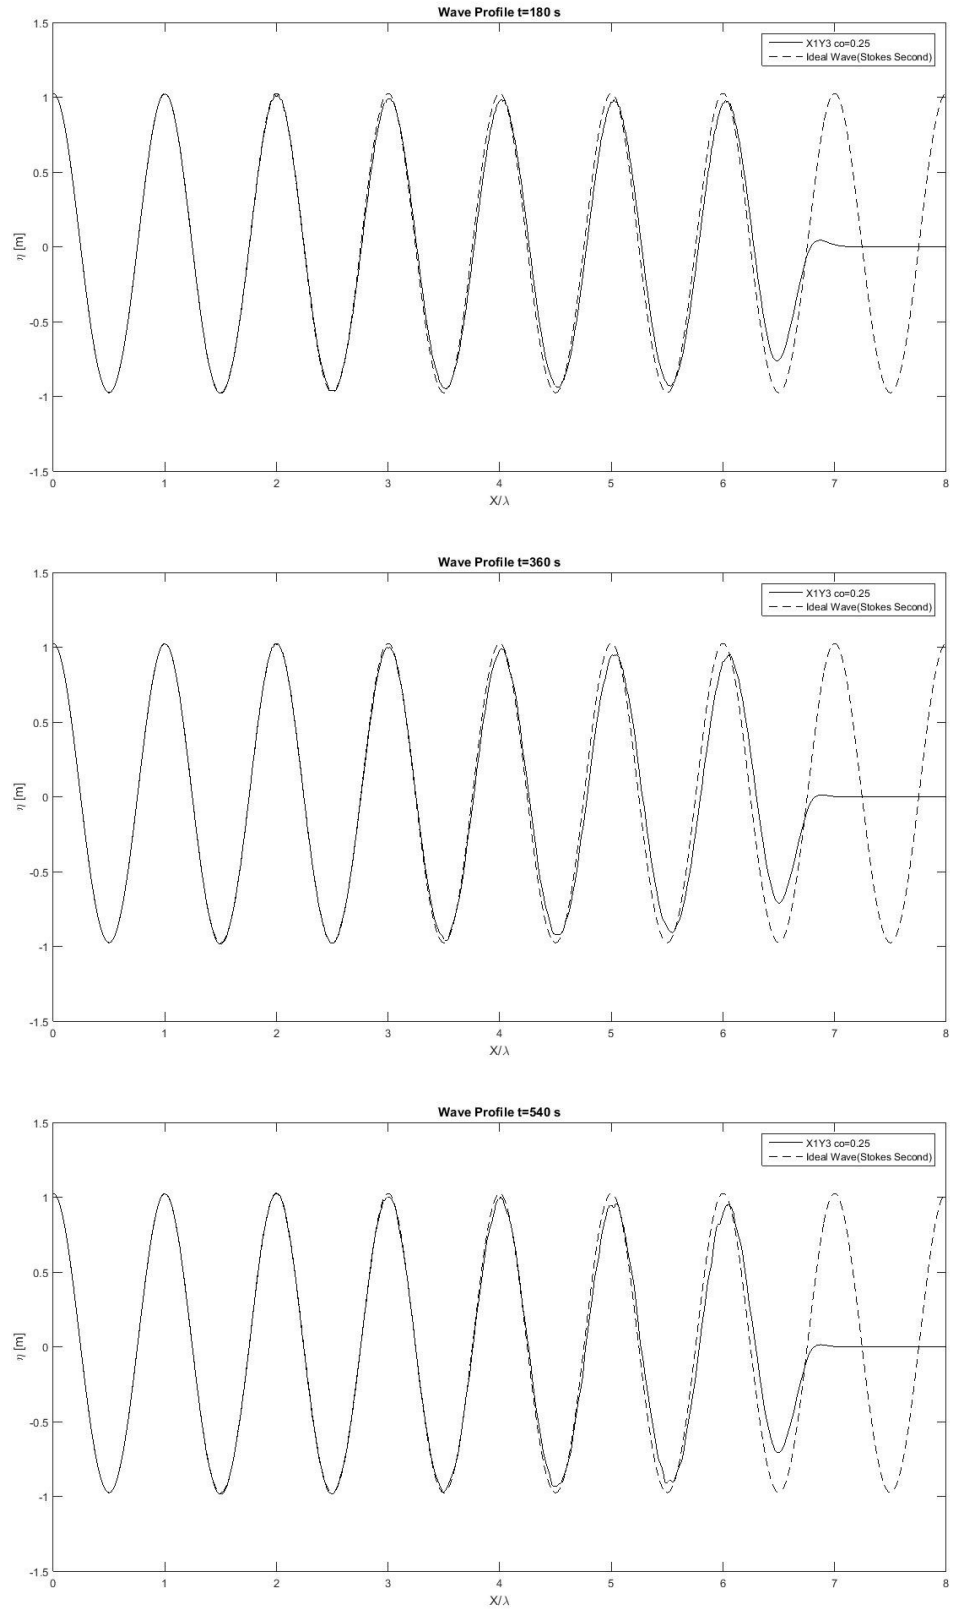 Wave Profile t=180 s
X1Y3 co=0.25
Ideal Wave(Stokes Second)
1.5
1
0.5
0
-0.5
-1
-1.5
η [m]
0 1 2 3 4 5 6 7 8
X/λ
Wave Profile t=360 s
X1Y3 co=0.25
Ideal Wave(Stokes Second)
1.5
1
0.5
0
-0.5
-1
-1.5
η [m]
0 1 2 3 4 5 6 7 8
X/λ
Wave Profile t=540 s
X1Y3 co=0.25
Ideal Wave(Stokes Second)
1.5
1
0.5
0
-0.5
-1
-1.5
η [m]
0 1 2 3 4 5 6 7 8
X/λ